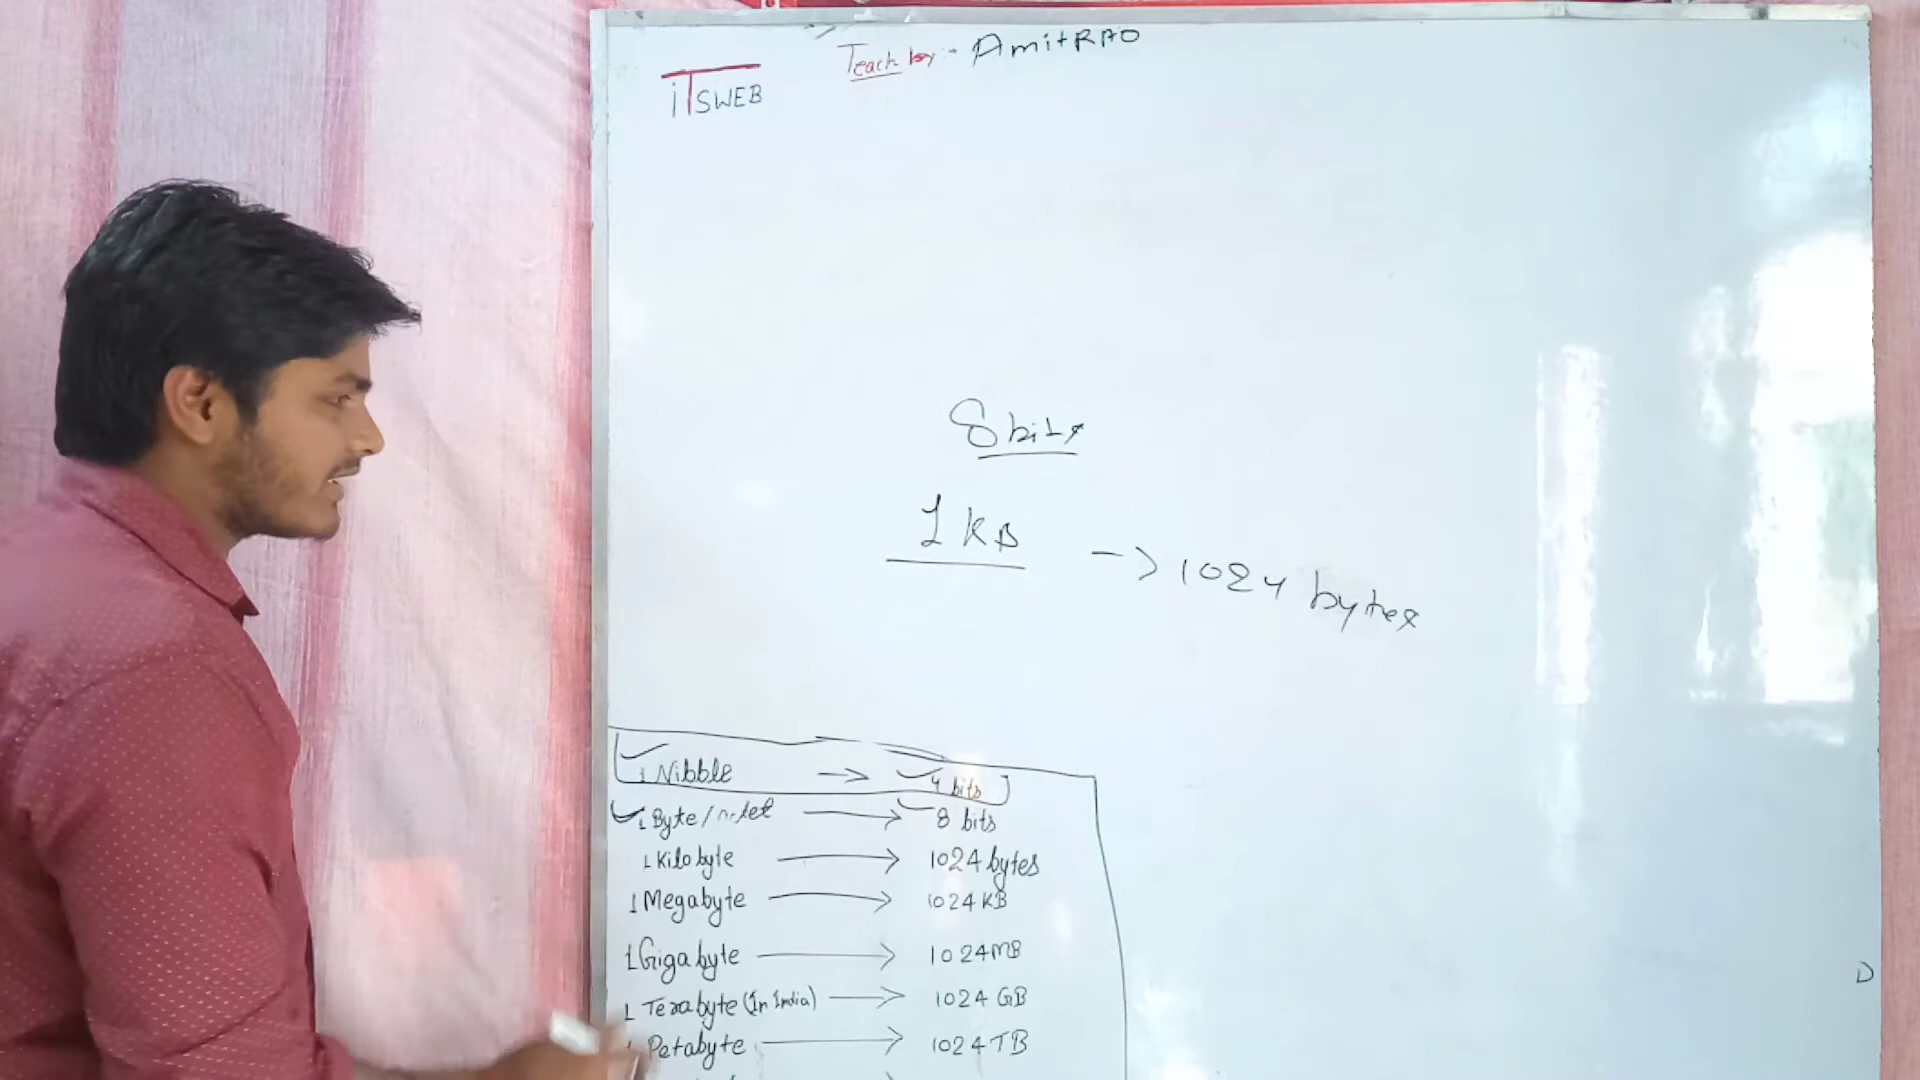 Teach by:- AmitRAO
iTSWEB
8 bits
1 KB -> 1024 bytes
1 Nibble -> 4 bits
1 Byte/ -> 8 bits
1 Kilobyte -> 1024 bytes
1 Megabyte -> 1024 KB
1 Gigabyte -> 1024 MB
1 Terabyte (In India) -> 1024 GB
1 Petabyte -> 1024 TB
D